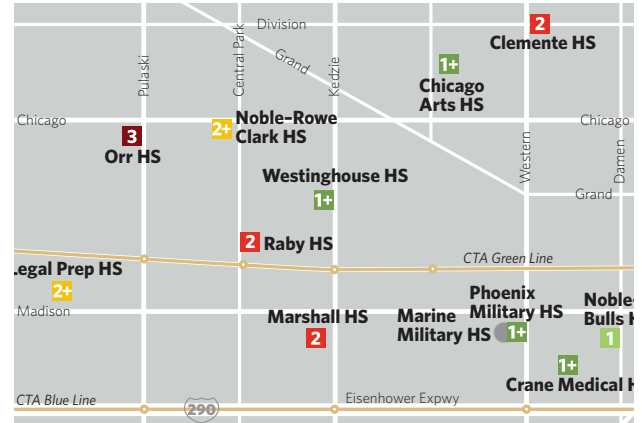 Division
2
Clemente HS
Grand
Pulaski
Central Park
Kedzie
1+
Chicago
Arts HS
Chicago
3
Orr HS
2+
Noble–Rowe
Clark HS
Chicago
Western
Damen
Westinghouse HS
1+
Grand
2
Raby HS
CTA Green Line
Legal Prep HS
2+
Madison
Marshall HS
2
Marine
Military HS
Phoenix
Military HS
1+
Noble–
Bulls H
1
1+
Crane Medical H
CTA Blue Line
290
Eisenhower Expwy